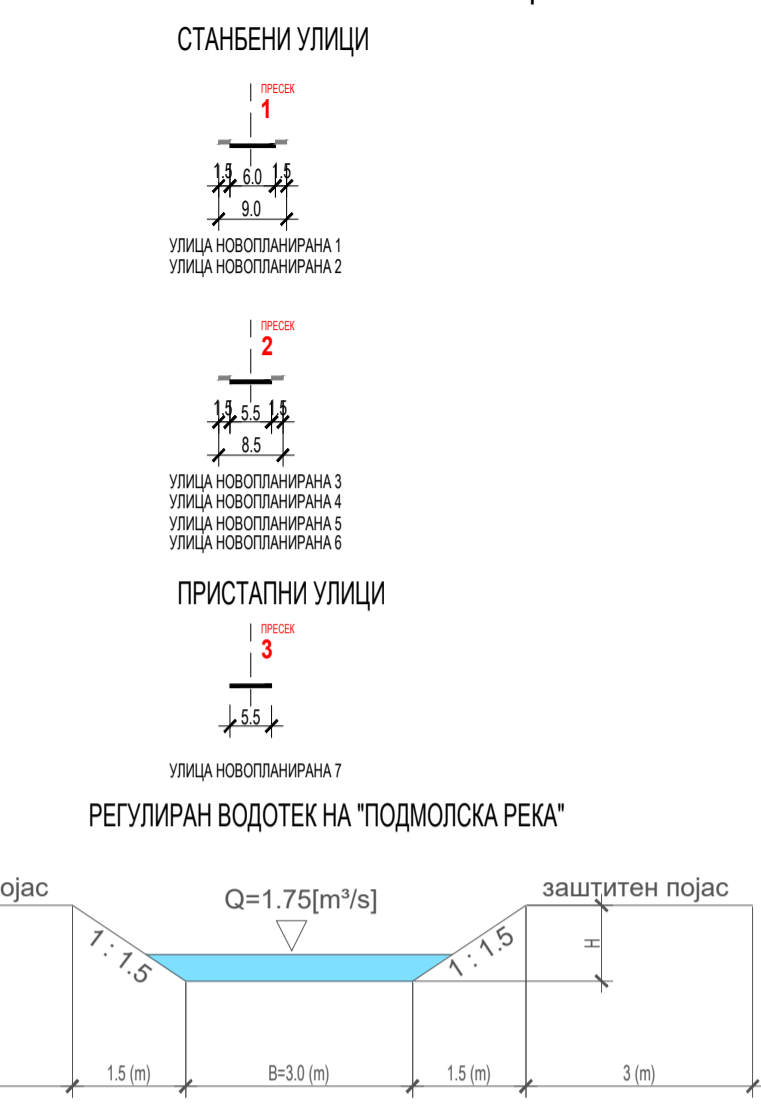 СТАНБЕНИ УЛИЦИ
ПРЕСЕК
1
1.5 6.0 1.5
9.0
УЛИЦА НОВОПЛАНИРАНА 1
УЛИЦА НОВОПЛАНИРАНА 2
ПРЕСЕК
2
1.5 5.5 1.5
8.5
УЛИЦА НОВОПЛАНИРАНА 3
УЛИЦА НОВОПЛАНИРАНА 4
УЛИЦА НОВОПЛАНИРАНА 5
УЛИЦА НОВОПЛАНИРАНА 6
ПРИСТАПНИ УЛИЦИ
ПРЕСЕК
3
5.5
УЛИЦА НОВОПЛАНИРАНА 7
РЕГУЛИРАН ВОДОТЕК НА "ПОДМОЛСКА РЕКА"
ојас Q=1.75[m³/s] заштитен појас
1 : 1.5 1 : 1.5 H
1.5 (m) B=3.0 (m) 1.5 (m) 3 (m)